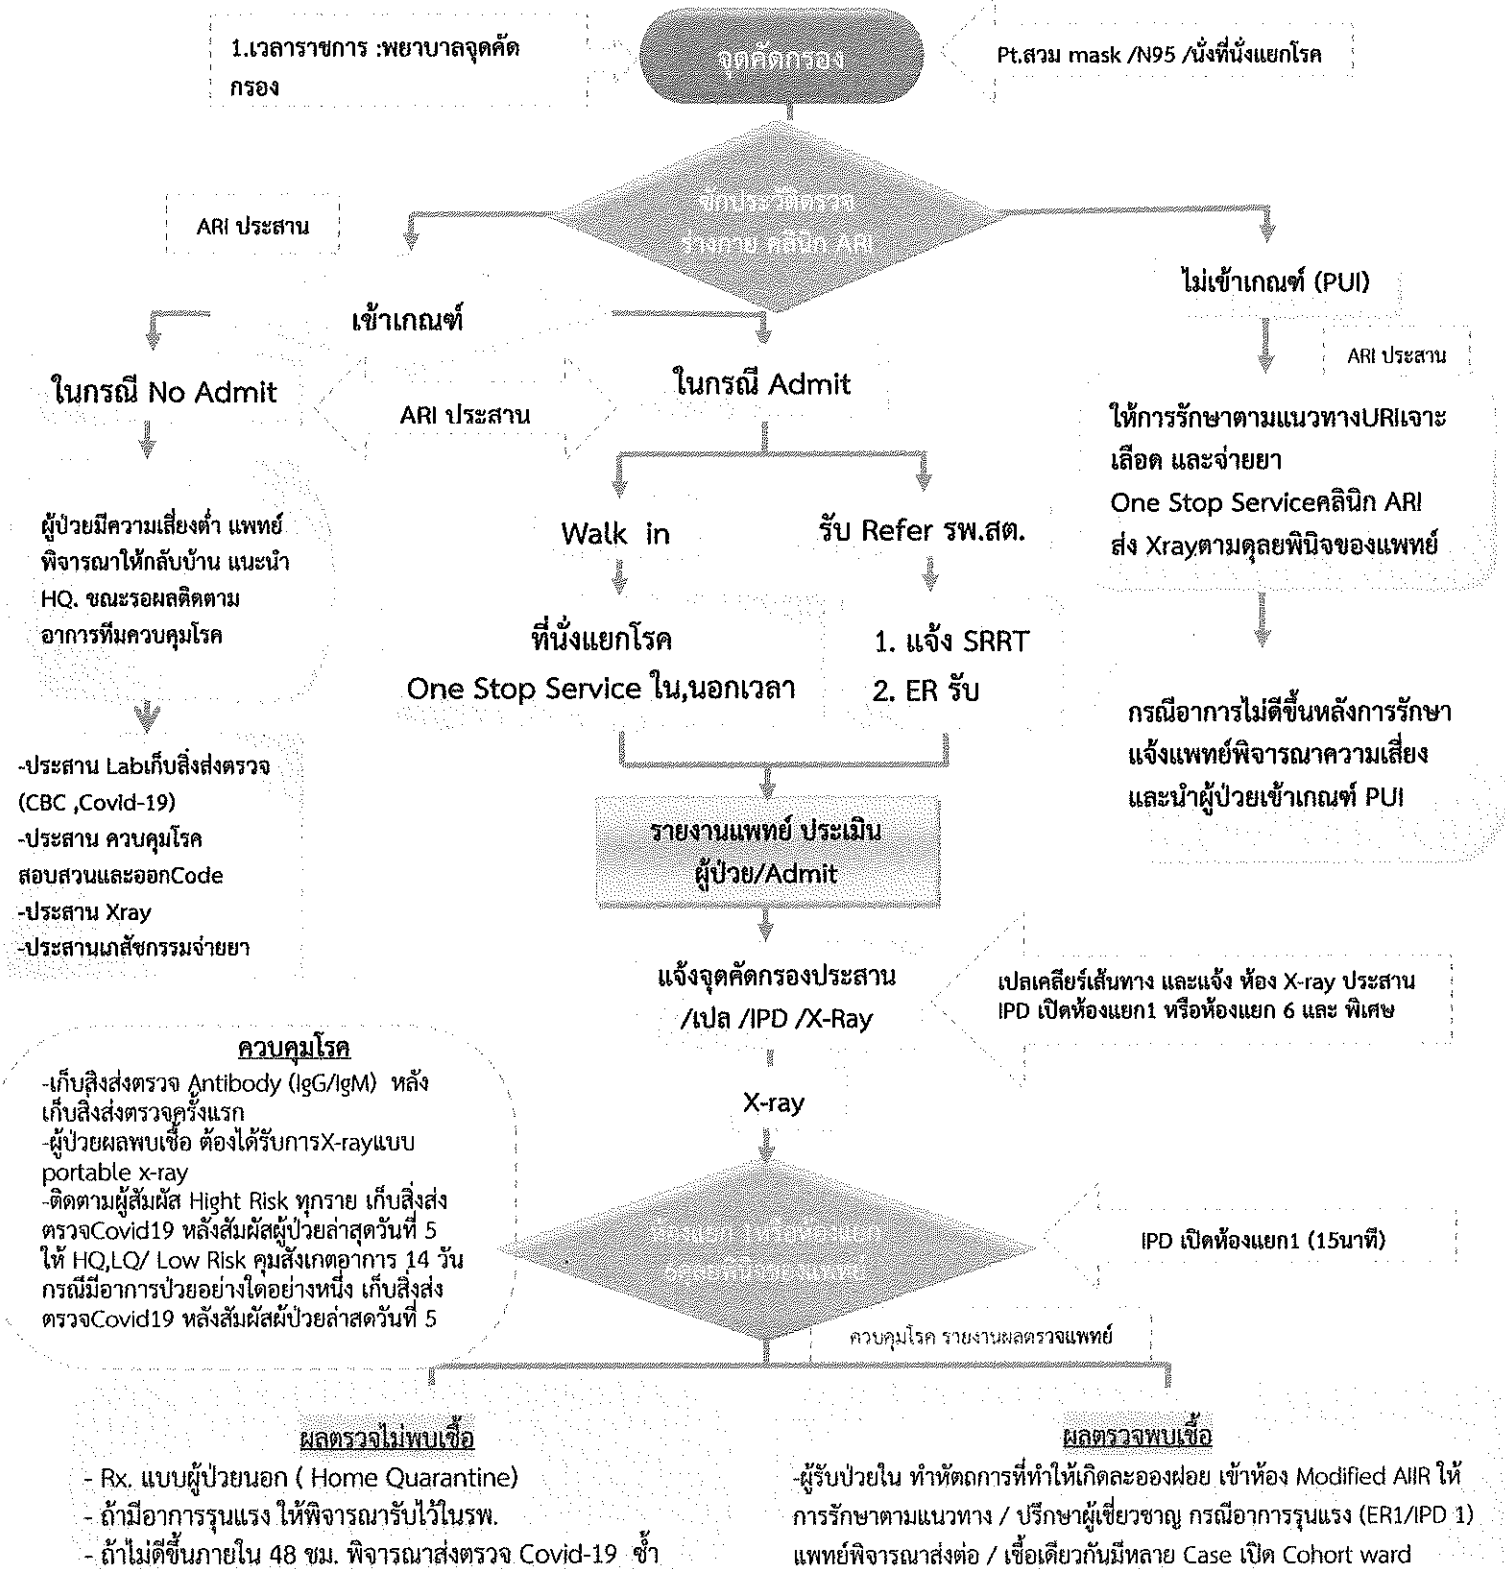 1.เวลาราชการ :พยาบาลจุดคัด
กรอง
จุดคัดกรอง
Pt.สวม mask /N95 /นั่งที่นั่งแยกโรค
ซักประวัติตรวจ
ร่างกาย คลินิก ARI
ARI ประสาน
เข้าเกณฑ์
ไม่เข้าเกณฑ์ (PUI)
ARI ประสาน
ในกรณี No Admit
ARI ประสาน
ในกรณี Admit
ให้การรักษาตามแนวทางURIเจาะ
เลือด และจ่ายยา
One Stop Serviceคลินิก ARI
ส่ง Xrayตามดุลยพินิจของแพทย์
ผู้ป่วยมีความเสี่ยงต่ำ แพทย์
พิจารณาให้กลับบ้าน แนะนำ
HQ. ขณะรอผลติดตาม
อาการทีมควบคุมโรค
Walk in
รับ Refer รพ.สต.
ที่นั่งแยกโรค
One Stop Service ใน,นอกเวลา
1. แจ้ง SRRT
2. ER รับ
กรณีอาการไม่ดีขึ้นหลังการรักษา
แจ้งแพทย์พิจารณาความเสี่ยง
และนำผู้ป่วยเข้าเกณฑ์ PUI
-ประสาน Labเก็บสิ่งส่งตรวจ
(CBC ,Covid-19)
-ประสาน ควบคุมโรค
สอบสวนและออกCode
-ประสาน Xray
-ประสานเภสัชกรรมจ่ายยา
รายงานแพทย์ ประเมิน
ผู้ป่วย/Admit
แจ้งจุดคัดกรองประสาน
/เปล /IPD /X-Ray
เปลเคลียร์เส้นทาง และแจ้ง ห้อง X-ray ประสาน
IPD เปิดห้องแยก1 หรือห้องแยก 6 และ พิเศษ
X-ray
ควบคุมโรค
-เก็บสิ่งส่งตรวจ Antibody (IgG/IgM) หลัง
เก็บสิ่งส่งตรวจครั้งแรก
-ผู้ป่วยผลพบเชื้อ ต้องได้รับการX-rayแบบ
portable x-ray
-ติดตามผู้สัมผัส Hight Risk ทุกราย เก็บสิ่งส่ง
ตรวจCovid19 หลังสัมผัสผู้ป่วยล่าสุดวันที่ 5
ให้ HQ,LQ/ Low Risk คุมสังเกตอาการ 14 วัน
กรณีมีอาการป่วยอย่างใดอย่างหนึ่ง เก็บสิ่งส่ง
ตรวจCovid19 หลังสัมผัสผู้ป่วยล่าสุดวันที่ 5
ห้องแยก 1หรือห้องแยก
IPD เปิดห้องแยก1 (15นาที)
ควบคุมโรค รายงานผลตรวจแพทย์
ผลตรวจไม่พบเชื้อ
- Rx. แบบผู้ป่วยนอก ( Home Quarantine)
- ถ้ามีอาการรุนแรง ให้พิจารณารับไว้ในรพ.
- ถ้าไม่ดีขึ้นภายใน 48 ชม. พิจารณาส่งตรวจ Covid-19 ซ้ำ
ผลตรวจพบเชื้อ
-ผู้รับป่วยใน ทำหัตถการที่ทำให้เกิดละอองฝอย เข้าห้อง Modified AIIR ให้
การรักษาตามแนวทาง / ปรึกษาผู้เชี่ยวชาญ กรณีอาการรุนแรง (ER1/IPD 1)
แพทย์พิจารณาส่งต่อ / เชื้อเดียวกันมีหลาย Case เปิด Cohort ward